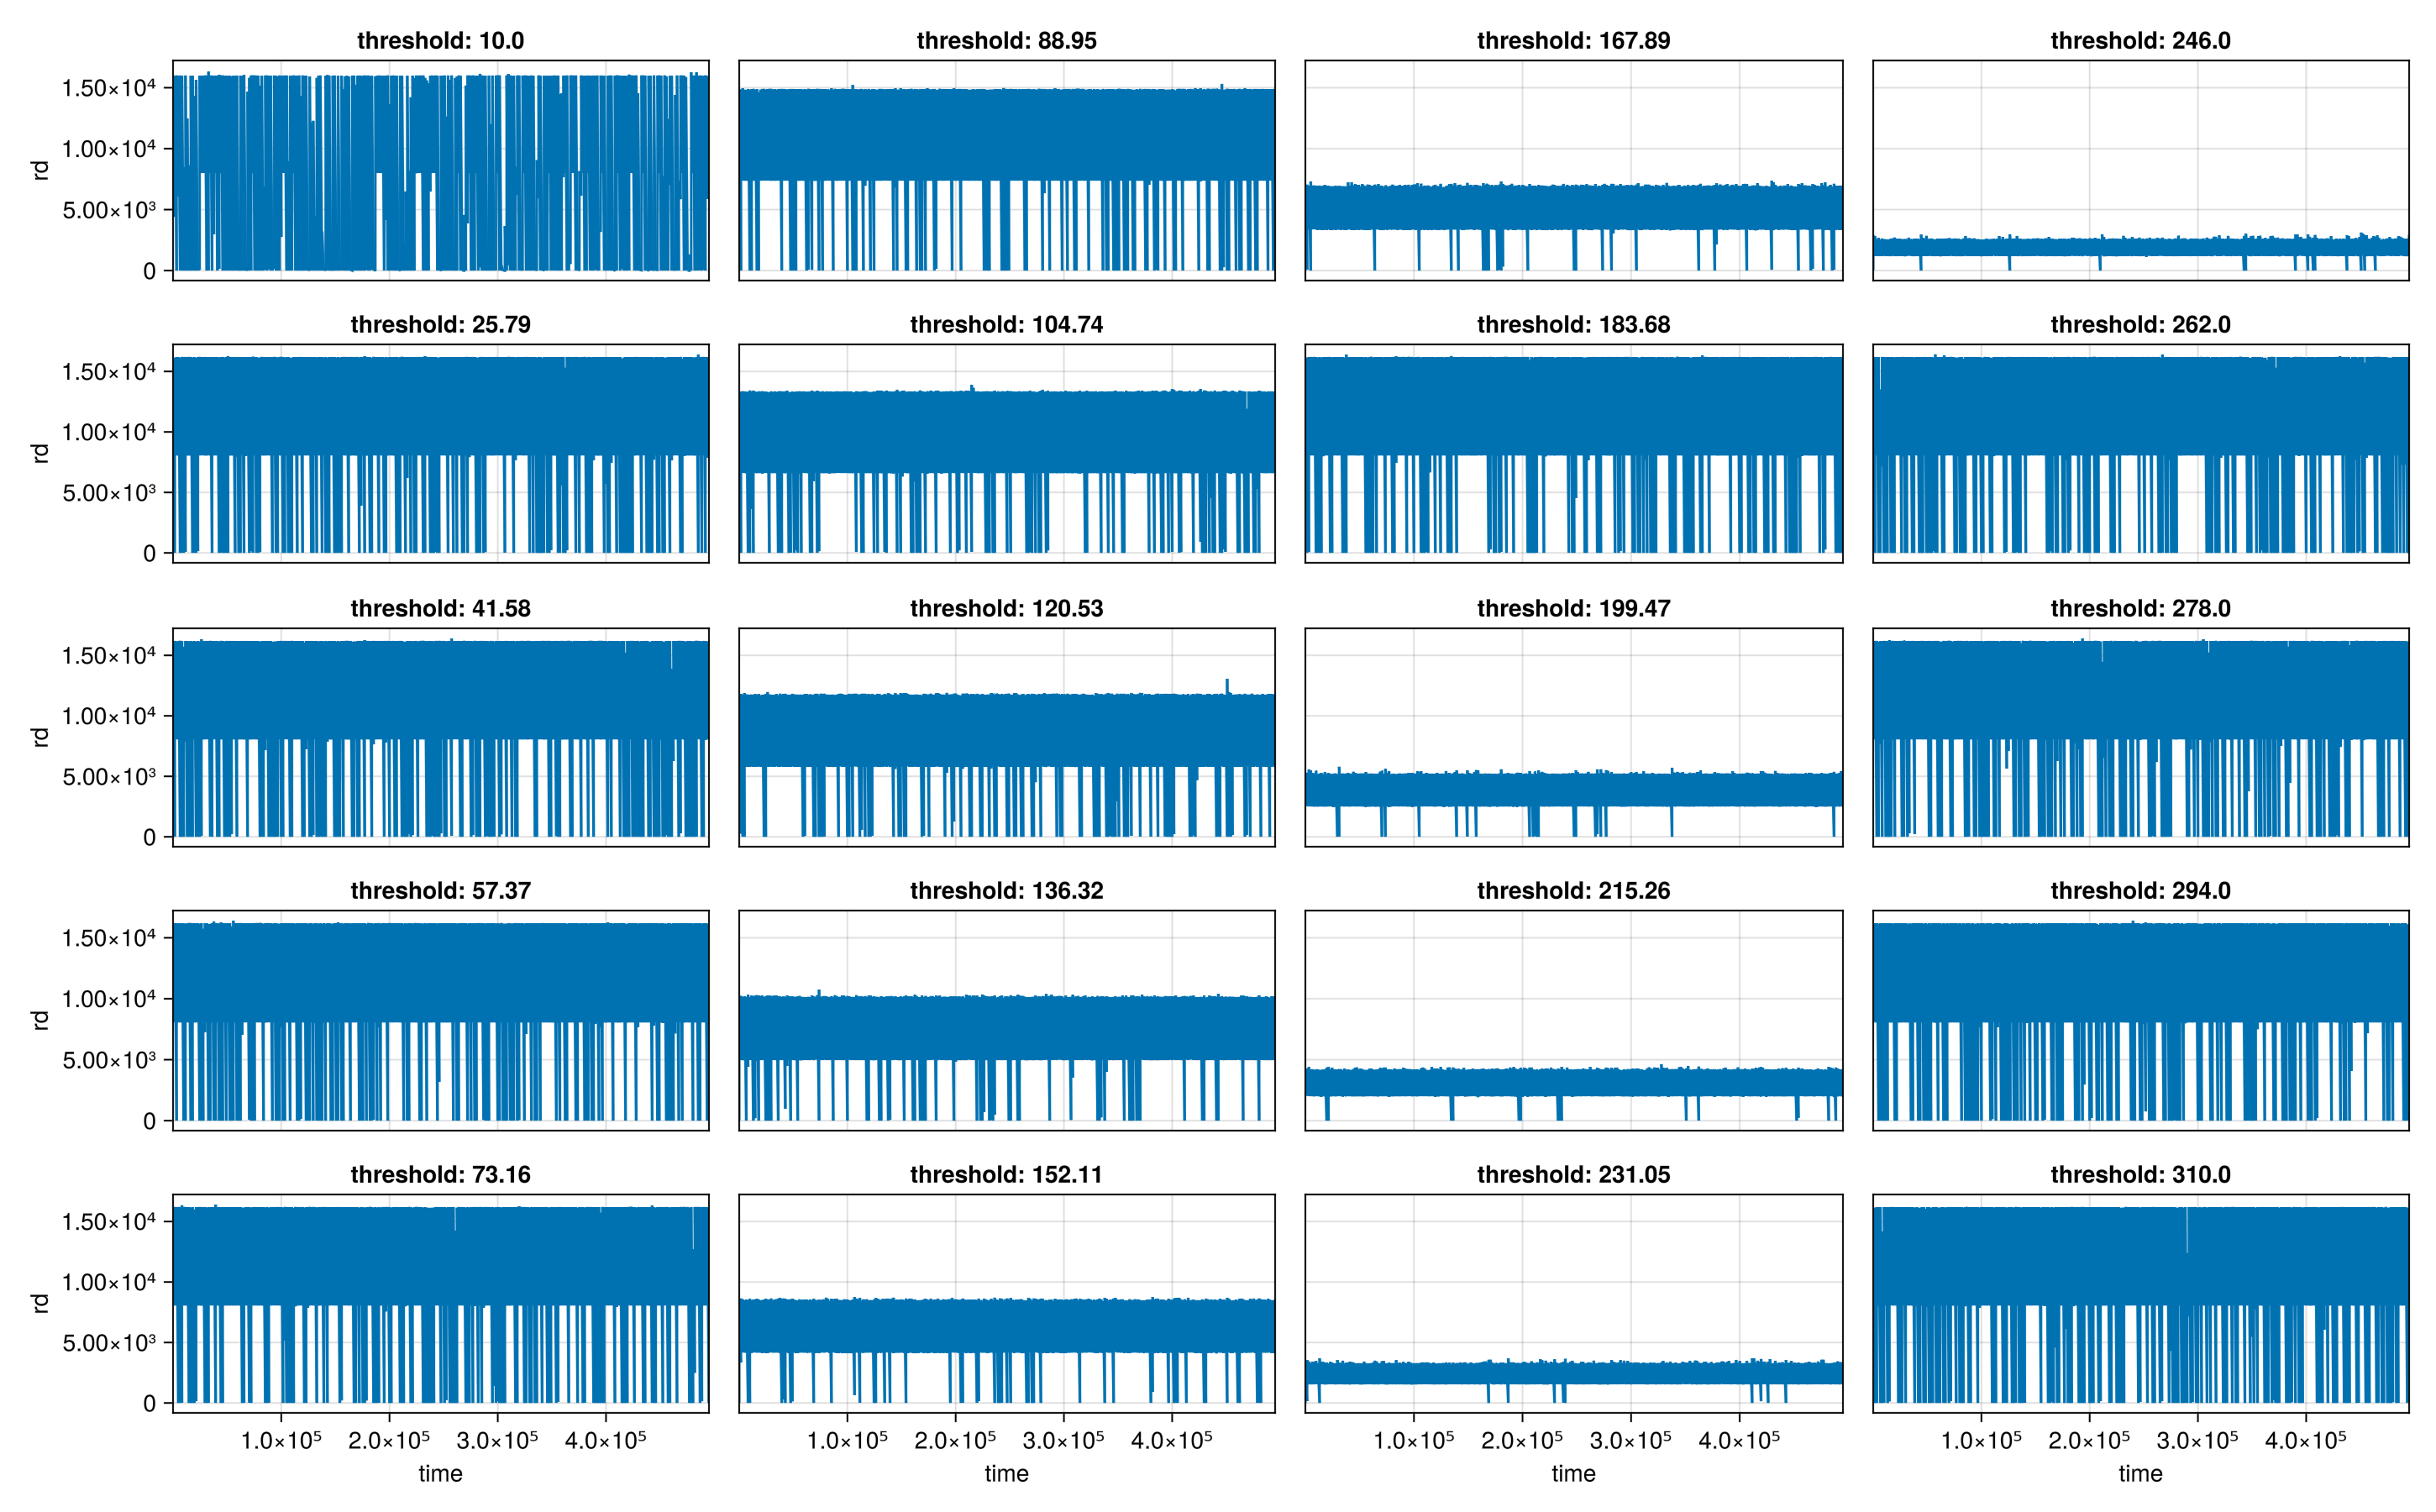 threshold: 10.0
threshold: 88.95
threshold: 167.89
threshold: 246.0
rd
1.50×10⁴
1.00×10⁴
5.00×10³
0
threshold: 25.79
threshold: 104.74
threshold: 183.68
threshold: 262.0
rd
1.50×10⁴
1.00×10⁴
5.00×10³
0
threshold: 41.58
threshold: 120.53
threshold: 199.47
threshold: 278.0
rd
1.50×10⁴
1.00×10⁴
5.00×10³
0
threshold: 57.37
threshold: 136.32
threshold: 215.26
threshold: 294.0
rd
1.50×10⁴
1.00×10⁴
5.00×10³
0
threshold: 73.16
threshold: 152.11
threshold: 231.05
threshold: 310.0
rd
1.50×10⁴
1.00×10⁴
5.00×10³
0
1.0×10⁵ 2.0×10⁵ 3.0×10⁵ 4.0×10⁵
1.0×10⁵ 2.0×10⁵ 3.0×10⁵ 4.0×10⁵
1.0×10⁵ 2.0×10⁵ 3.0×10⁵ 4.0×10⁵
1.0×10⁵ 2.0×10⁵ 3.0×10⁵ 4.0×10⁵
time
time
time
time